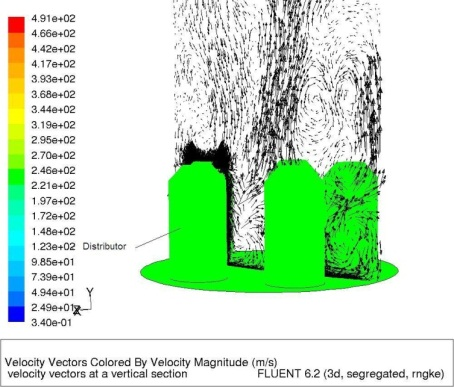 4.91e+02
4.66e+02
4.42e+02
4.17e+02
3.93e+02
3.68e+02
3.44e+02
3.19e+02
2.95e+02
2.70e+02
2.46e+02
2.21e+02
1.97e+02
1.72e+02
1.48e+02
1.23e+02
9.85e+01
7.39e+01
4.94e+01
2.49e+01
3.40e-01
Distributor
Y
Z
X
Velocity Vectors Colored By Velocity Magnitude (m/s)
velocity vectors at a vertical section FLUENT 6.2 (3d, segregated, rngke)